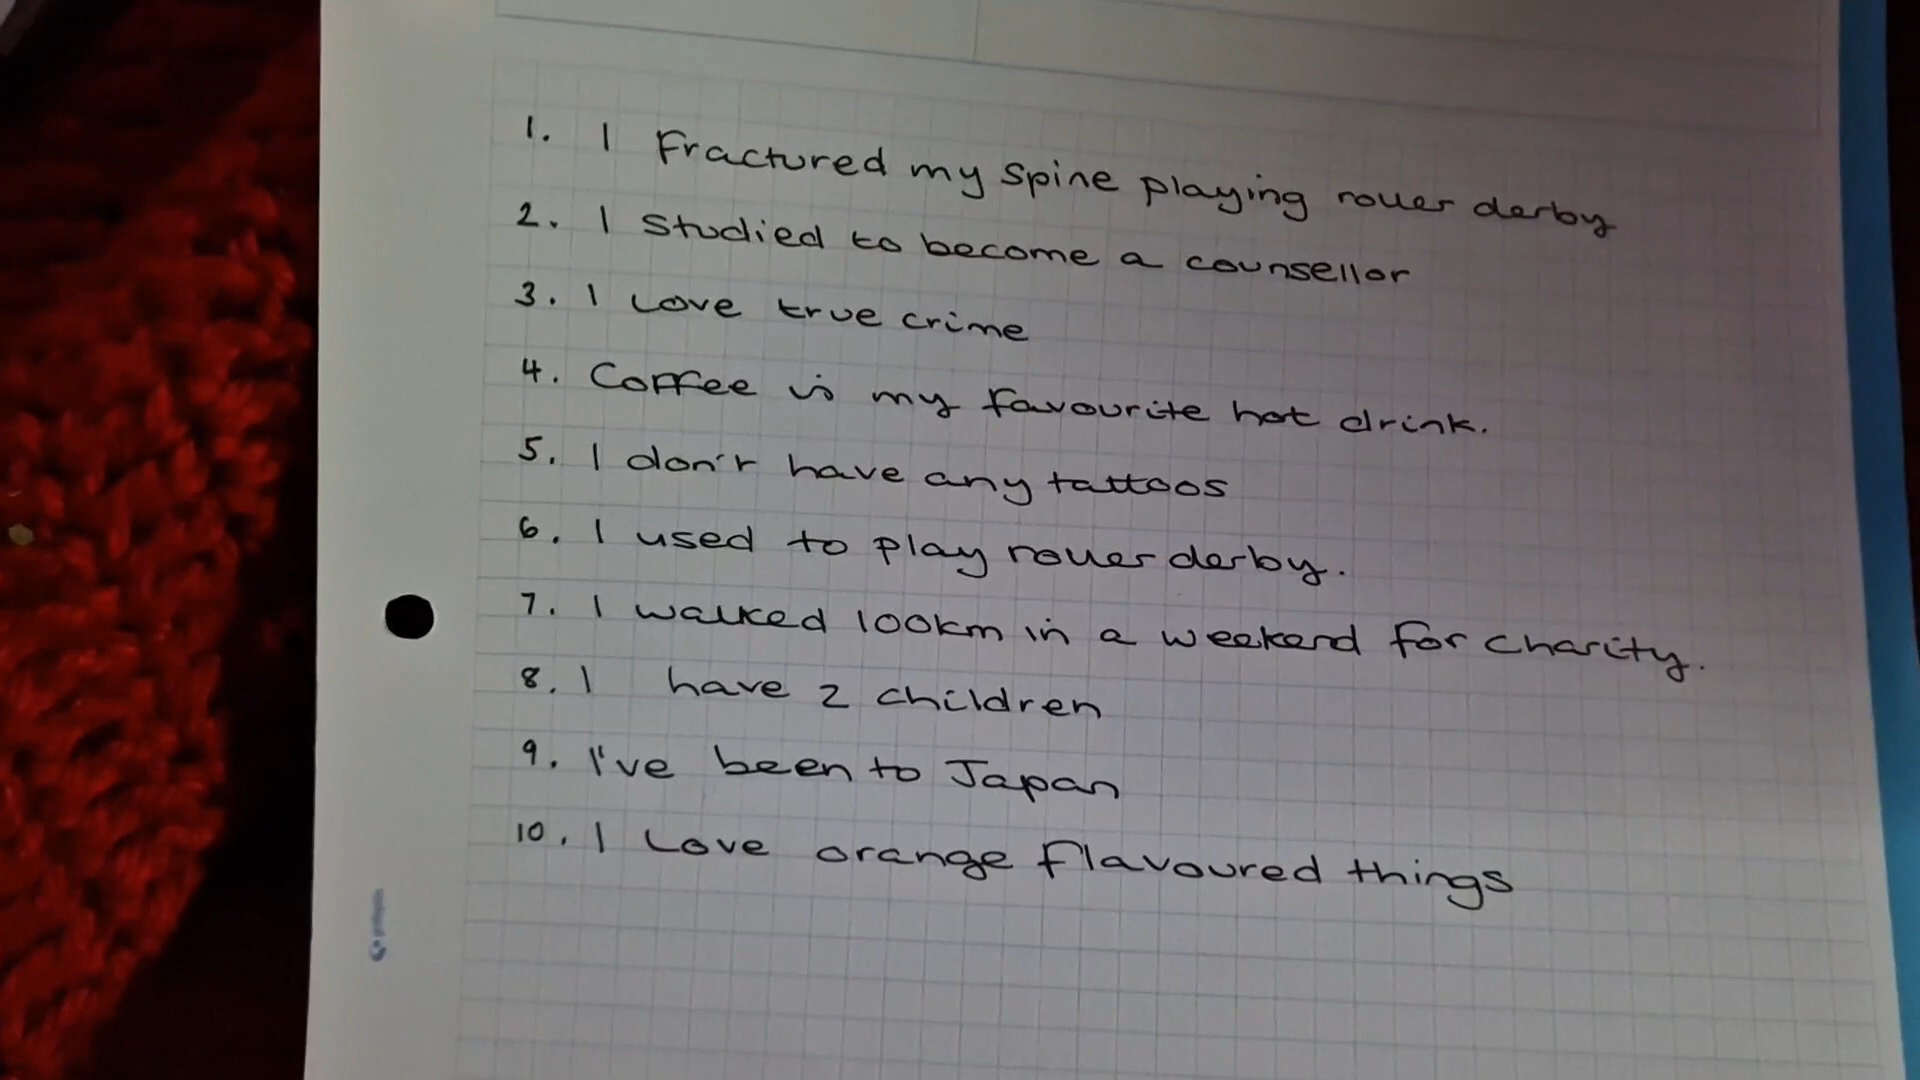 1. I Fractured my spine playing roller derby
2. I studied to become a counsellor
3. I love true crime
4. Coffee is my favourite hot drink.
5. I don't have any tattoos
6. I used to play roller derby.
7. I walked 100km in a weekend for charity.
8. I have 2 children
9. I've been to Japan
10. I love orange flavoured things